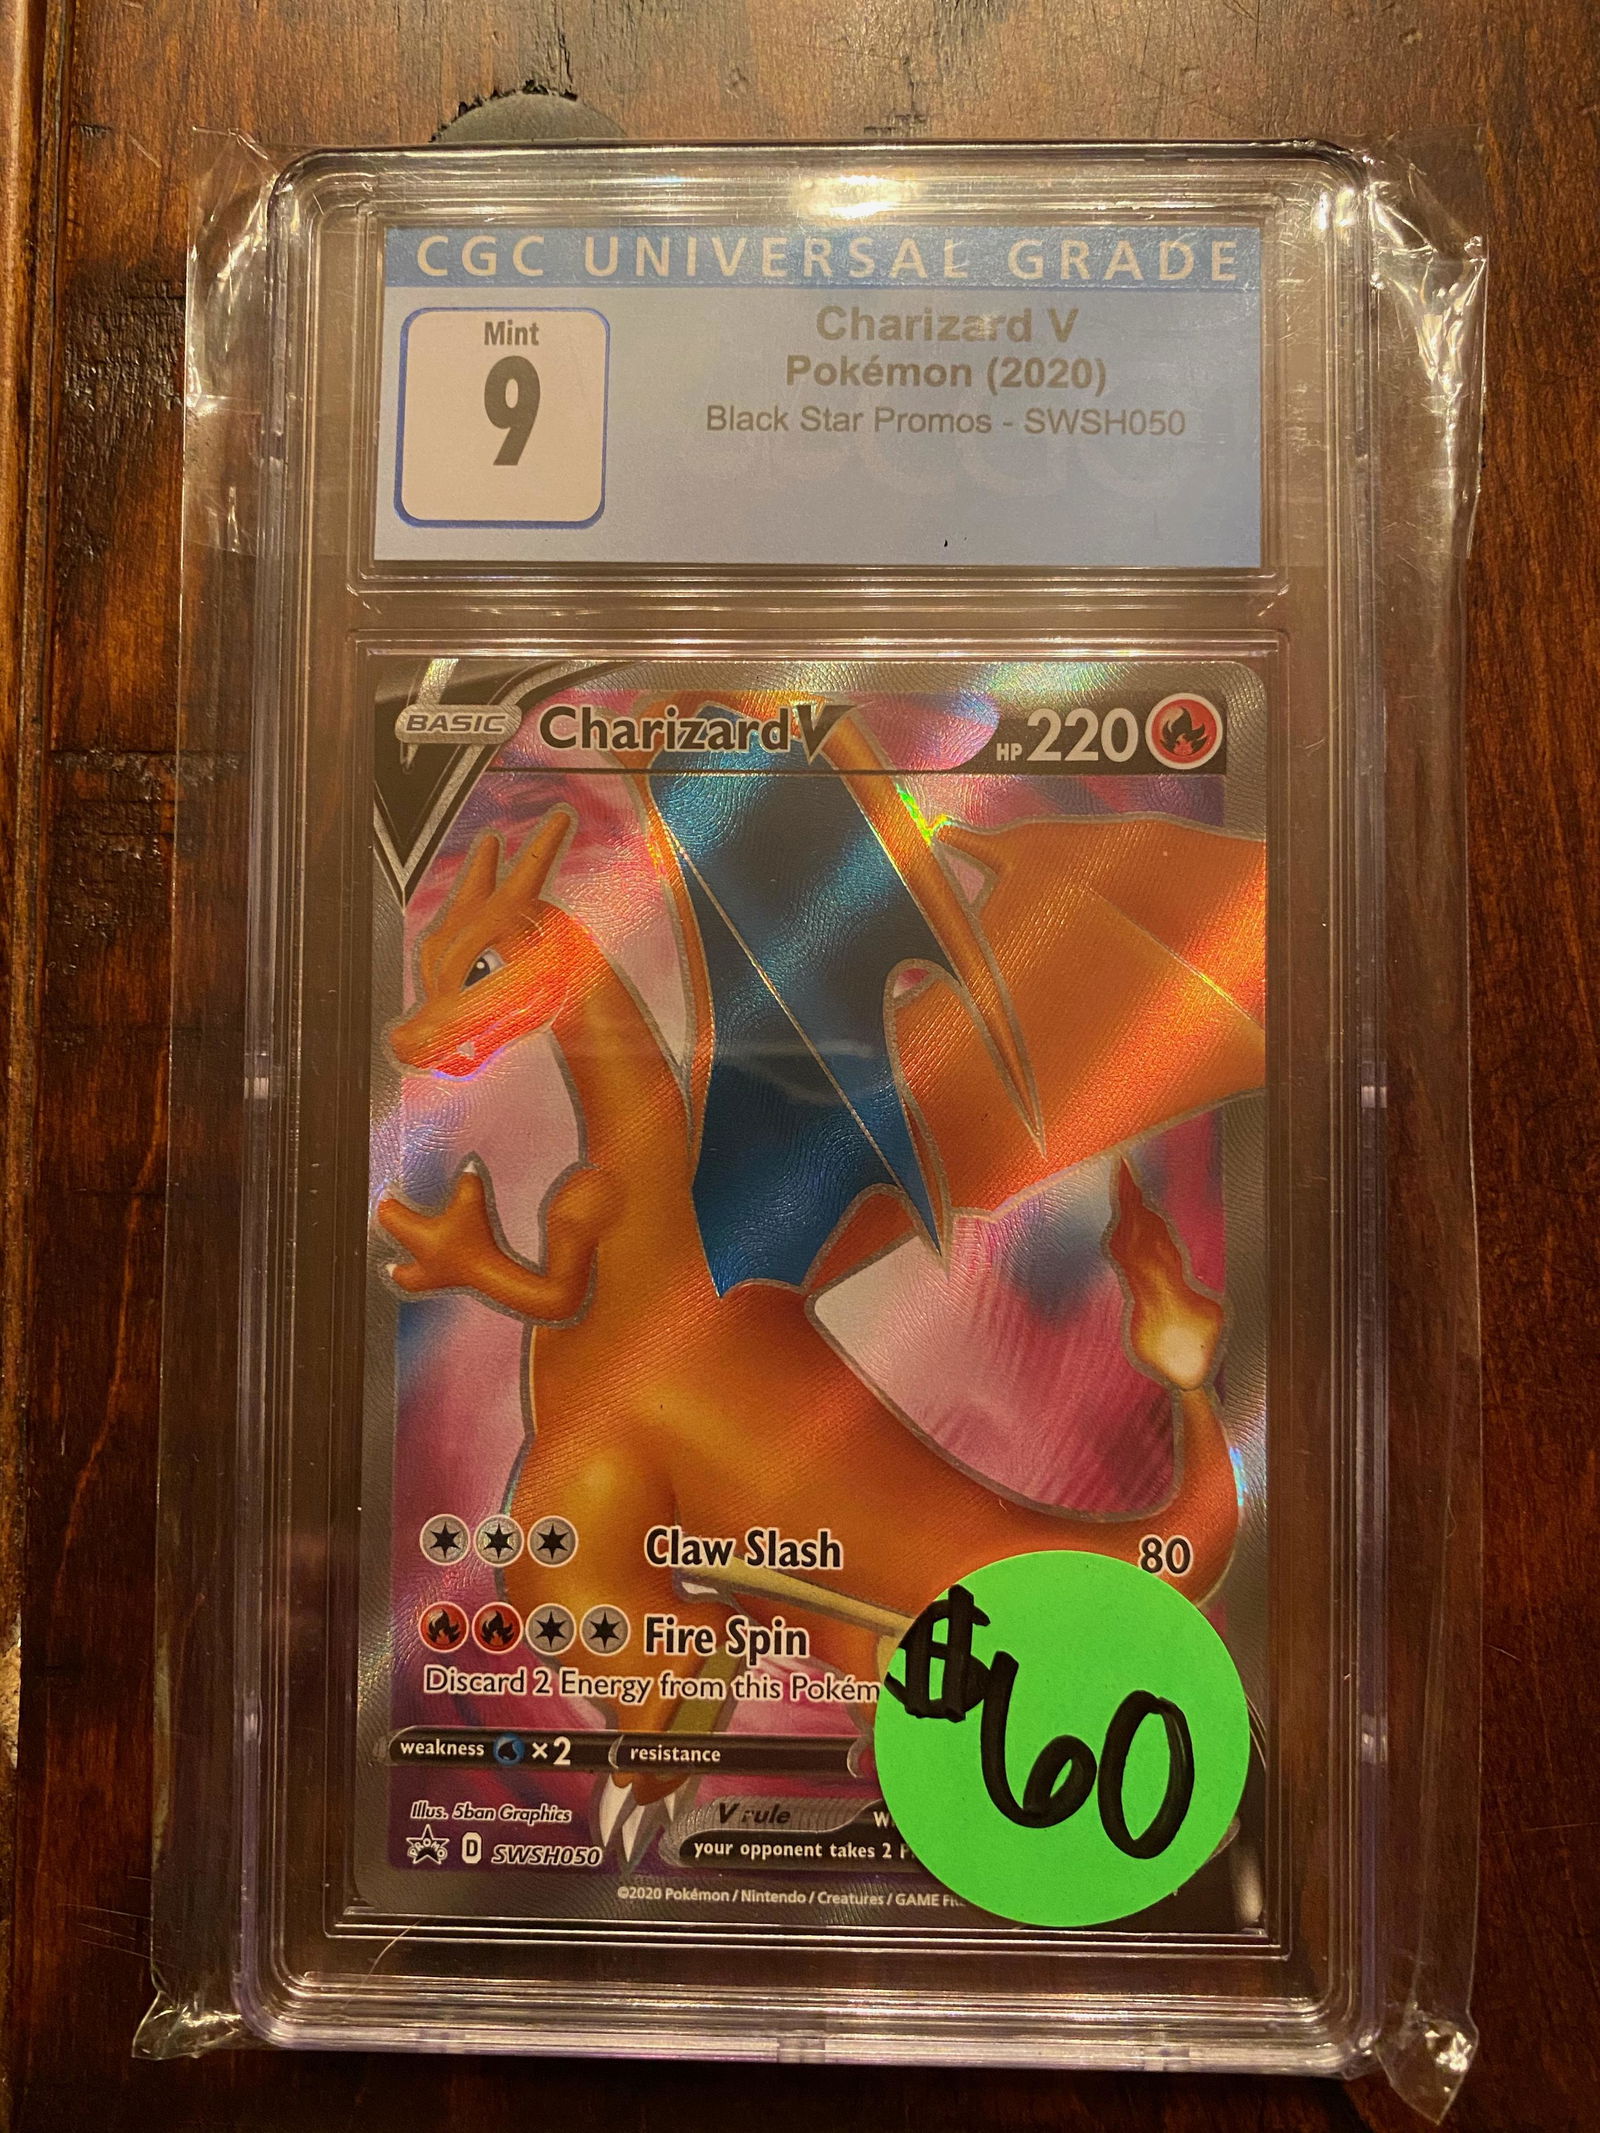 CGC UNIVERSAL GRADE
Mint
9
Charizard V
Pokémon (2020)
Black Star Promos - SWSH050
BASIC Charizard V HP 220
Claw Slash 80
Fire Spin
Discard 2 Energy from this Pokém
$60
weakness ×2 resistance
Illus. 5ban Graphics
V rule
PROMO D SWSH050
your opponent takes 2
©2020 Pokémon / Nintendo / Creatures / GAME